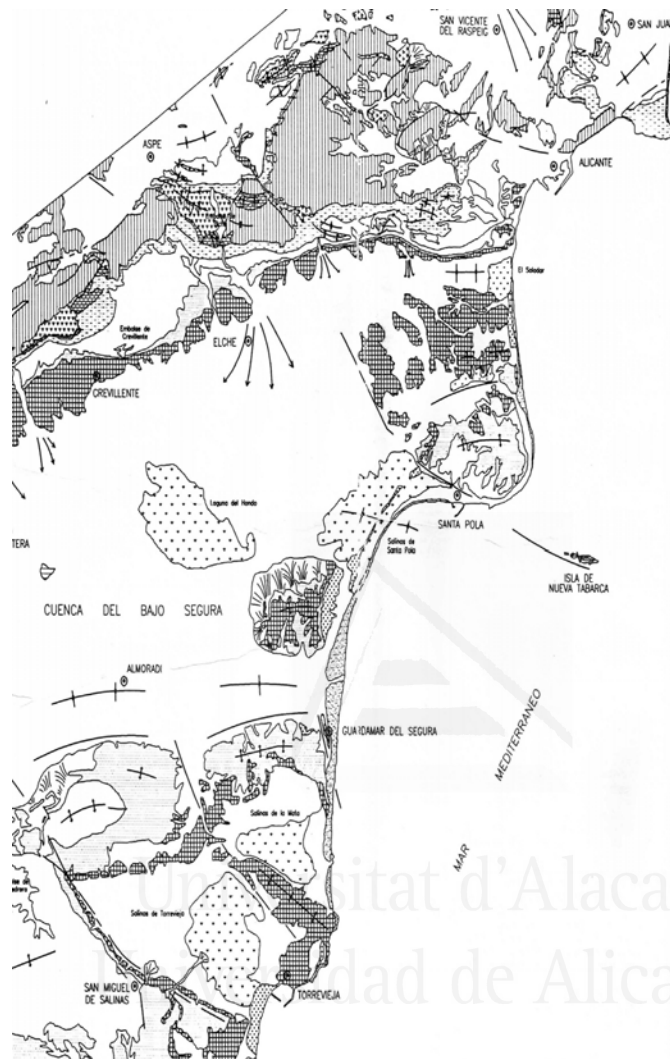 SAN VICENTE
DEL RASPEIG
SAN JUA
ASPE
ALICANTE
El Saladar
Embalse de
Crevillente
ELCHE
CREVILLENTE
Laguna del Hondo
SANTA POLA
Salinas de
Santa Pola
TERA
ISLA DE
NUEVA TABARCA
CUENCA DEL BAJO SEGURA
ALMORADI
MEDITERRANEO
GUARDAMAR DEL SEGURA
Salinas de la Mata
MAR
Universitat d'Alaca
Salinas de Torrevieja
Universidad de Alica
SAN MIGUEL
DE SALINAS
TORREVIEJA